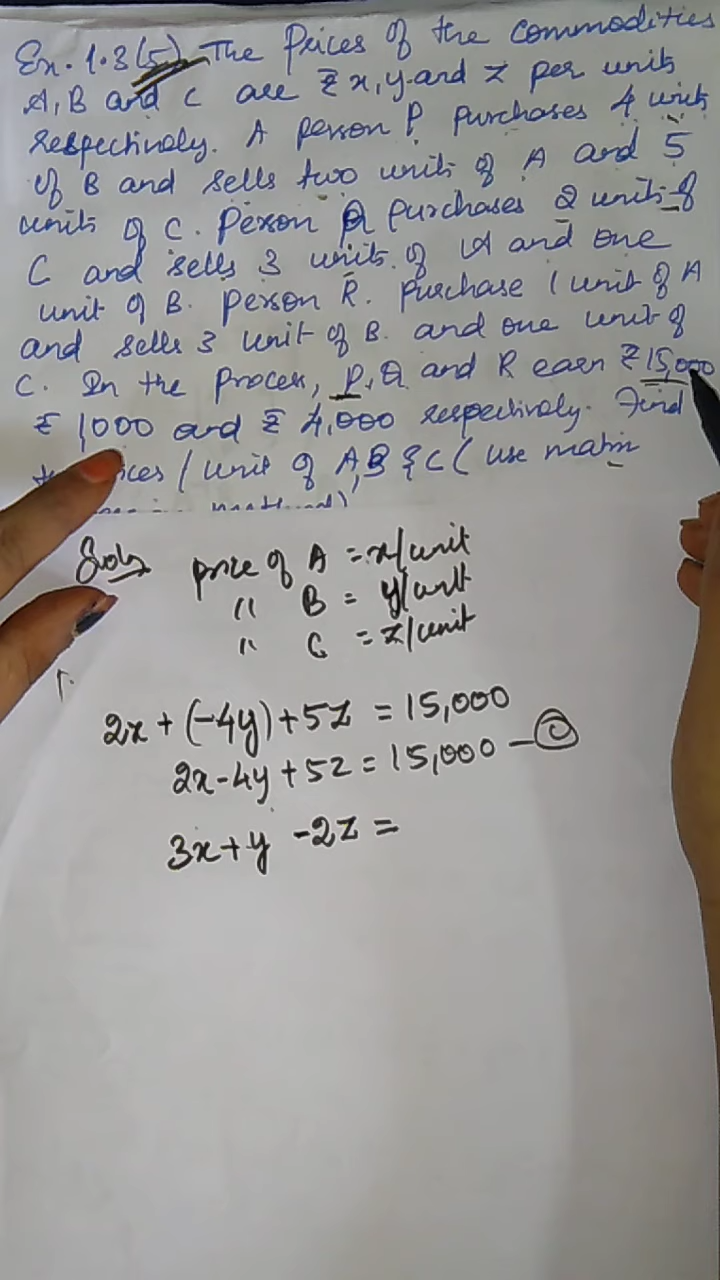 Ex. 1.3(5) The Prices of the commodities
A, B and C are ₹ x, y and z per units
respectively. A person P purchases 4 units
of B and sells two units of A and 5
units of C. Person Q purchases 2 units of
C and sells 3 units of A and one
unit of B. Person R. Purchase 1 unit of A
and sells 3 unit of B. and one unit of
C. In the process, P, Q and R earn ₹ 15,000
₹ 1000 and ₹ 4,000 respectively. Find
/ unit of A, B & C ( use matrix
Soln price of A = x/unit
" B = y/unit
" C = z/unit
2x + (-4y) + 5z = 15,000
2x - 4y + 5z = 15,000 -
3x + y - 2z =